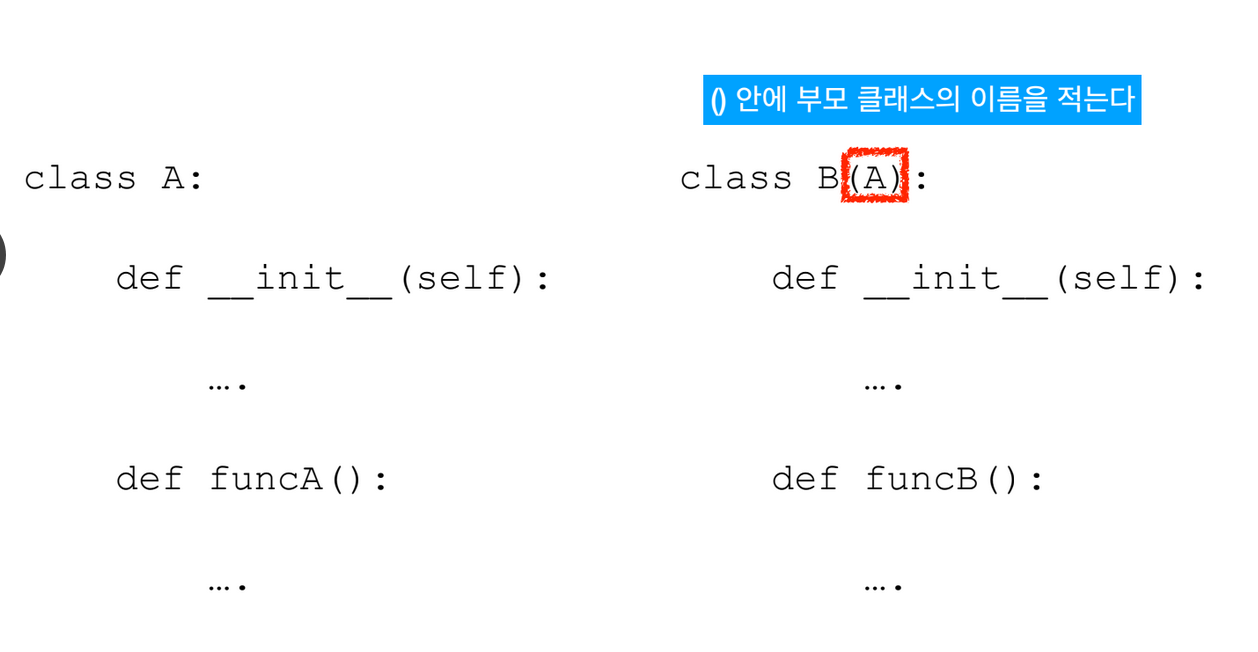 () 안에 부모 클래스의 이름을 적는다
class A:
def __init__(self):
….
def funcA():
….
class B(A):
def __init__(self):
….
def funcB():
….